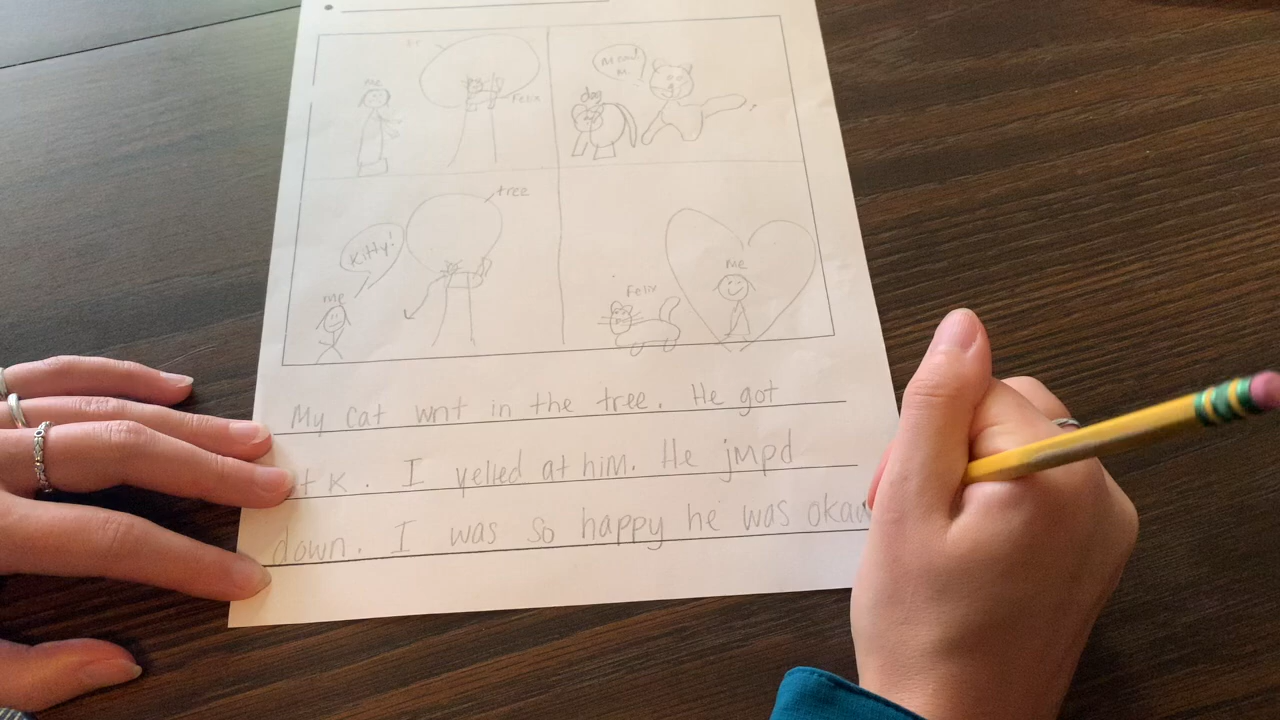 me
Felix
dog
Meow!
tree
Kitty!
me
Felix
me
My cat wnt in the tree. He got
I yelled at him. He jmpd
down. I was so happy he was okay